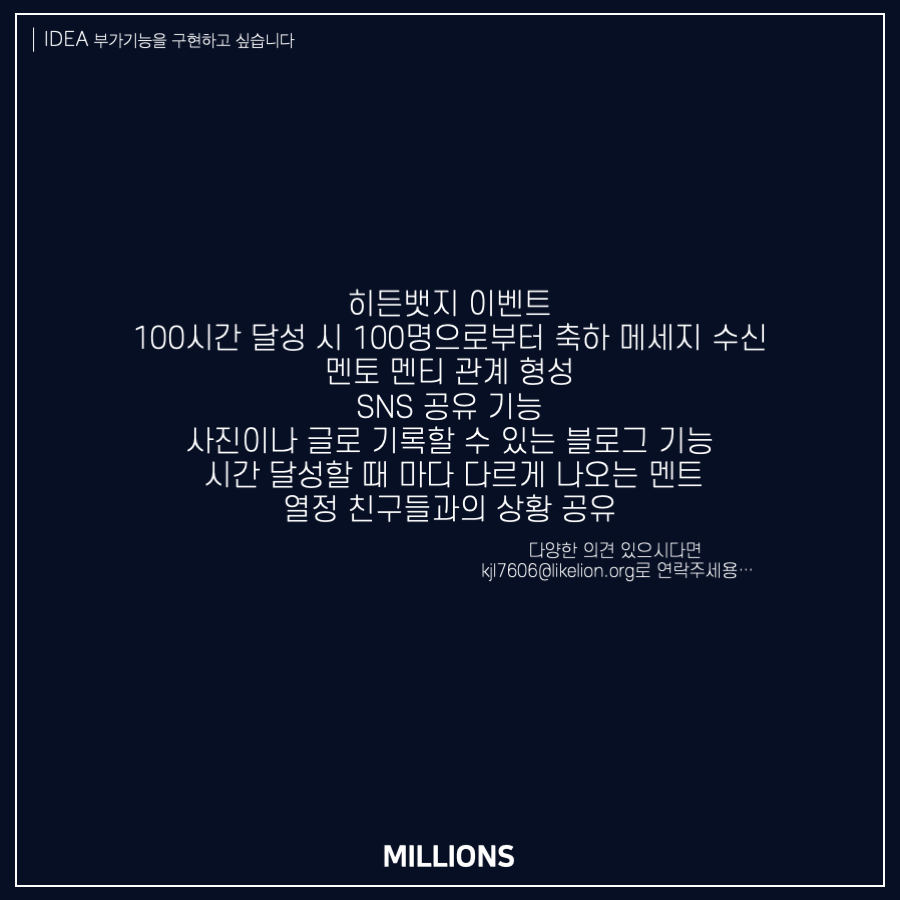 IDEA 부가기능을 구현하고 싶습니다
히든뱃지 이벤트
100시간 달성 시 100명으로부터 축하 메세지 수신
멘토 멘티 관계 형성
SNS 공유 기능
사진이나 글로 기록할 수 있는 블로그 기능
시간 달성할 때 마다 다르게 나오는 멘트
열정 친구들과의 상황 공유
다양한 의견 있으시다면
kjl7606@likelion.org로 연락주세용…
MILLIONS